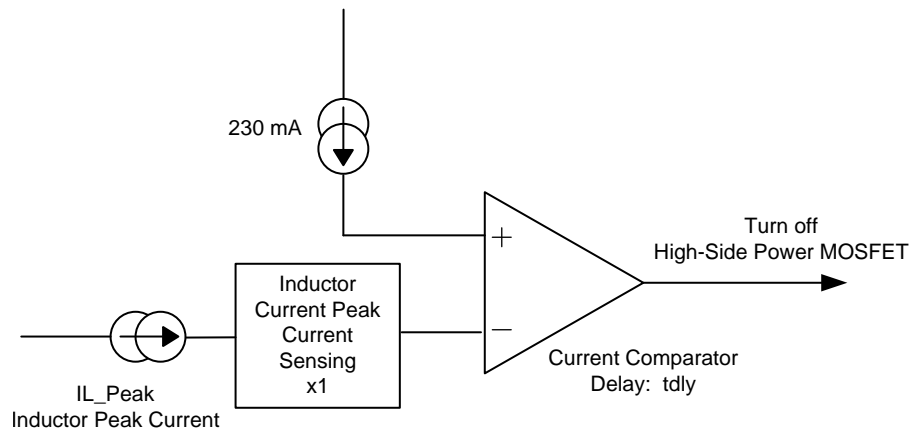 230 mA
+
−
Turn off
High-Side Power MOSFET
Inductor
Current Peak
Current
Sensing
x1
Current Comparator
Delay: tdly
IL_Peak
Inductor Peak Current